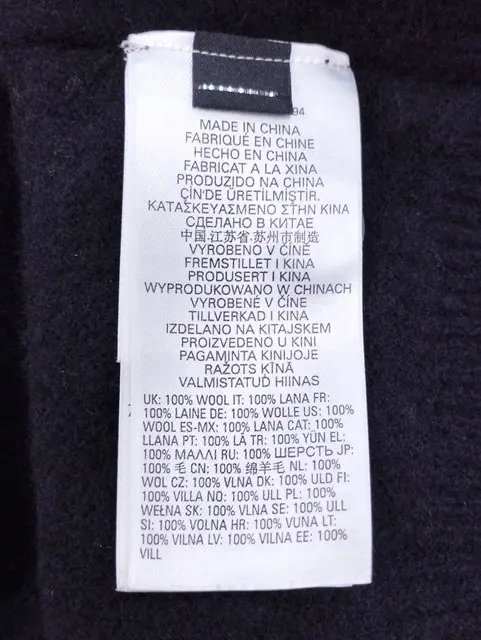 94
MADE IN CHINA
FABRIQUÉ EN CHINE
HECHO EN CHINA
FABRICAT A LA XINA
PRODUZIDO NA CHINA
ÇİN'DE ÜRETİLMİŞTİR.
ΚΑΤΑΣΚΕΥΑΣΜΕΝΟ ΣΤΗΝ ΚΙΝΑ
СДЕЛАНО В КИТАЕ
中国.江苏省.苏州市制造
VYROBENO V ČÍNĚ
FREMSTILLET I KINA
PRODUSERT I KINA
WYPRODUKOWANO W CHINACH
VYROBENÉ V ČÍNE
TILLVERKAD I KINA
IZDELANO NA KITAJSKEM
PROIZVEDENO U KINI
PAGAMINTA KINIJOJE
RAŽOTS ĶĪNĀ
VALMISTATUD HIINAS
UK: 100% WOOL IT: 100% LANA FR:
100% LAINE DE: 100% WOLLE US: 100%
WOOL ES-MX: 100% LANA CAT: 100%
LLANA PT: 100% LÃ TR: 100% YÜN EL:
100% ΜΑΛΛΙ RU: 100% ШЕРСТЬ JP:
100% 毛 CN: 100% 绵羊毛 NL: 100%
WOL CZ: 100% VLNA DK: 100% ULD FI:
100% VILLA NO: 100% ULL PL: 100%
WEŁNA SK: 100% VLNA SE: 100% ULL
SI: 100% VOLNA HR: 100% VUNA LT:
100% VILNA LV: 100% VILNA EE: 100%
VILL